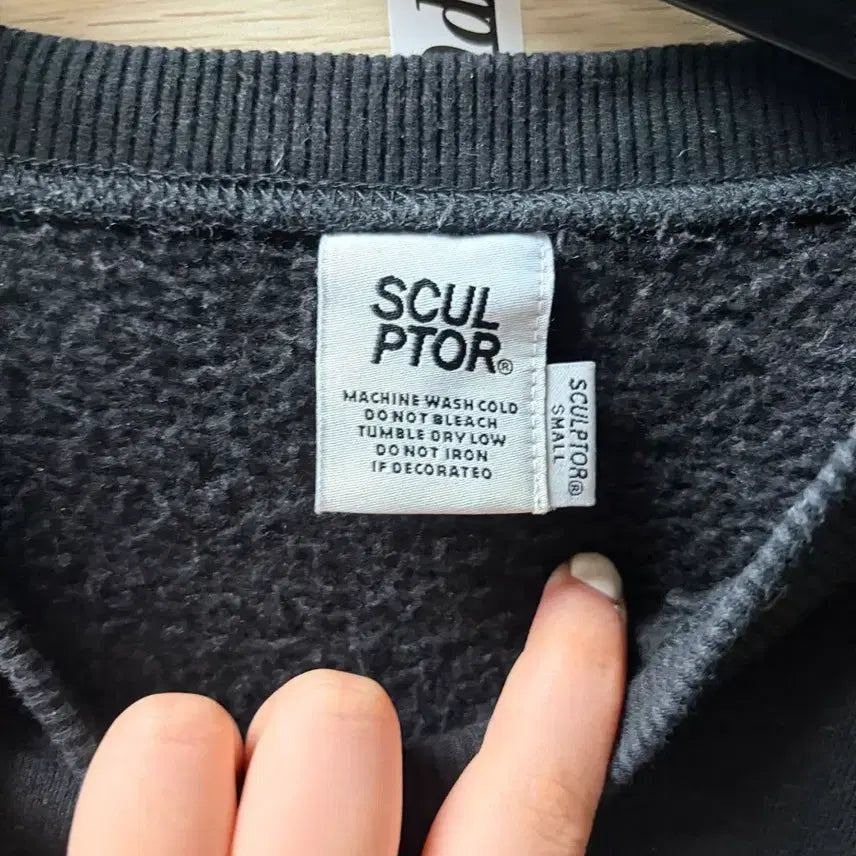 SCUL
PTOR®
MACHINE WASH COLD
DO NOT BLEACH
TUMBLE DRY LOW
DO NOT IRON
IF DECORATED
SCULPTOR®
SMALL